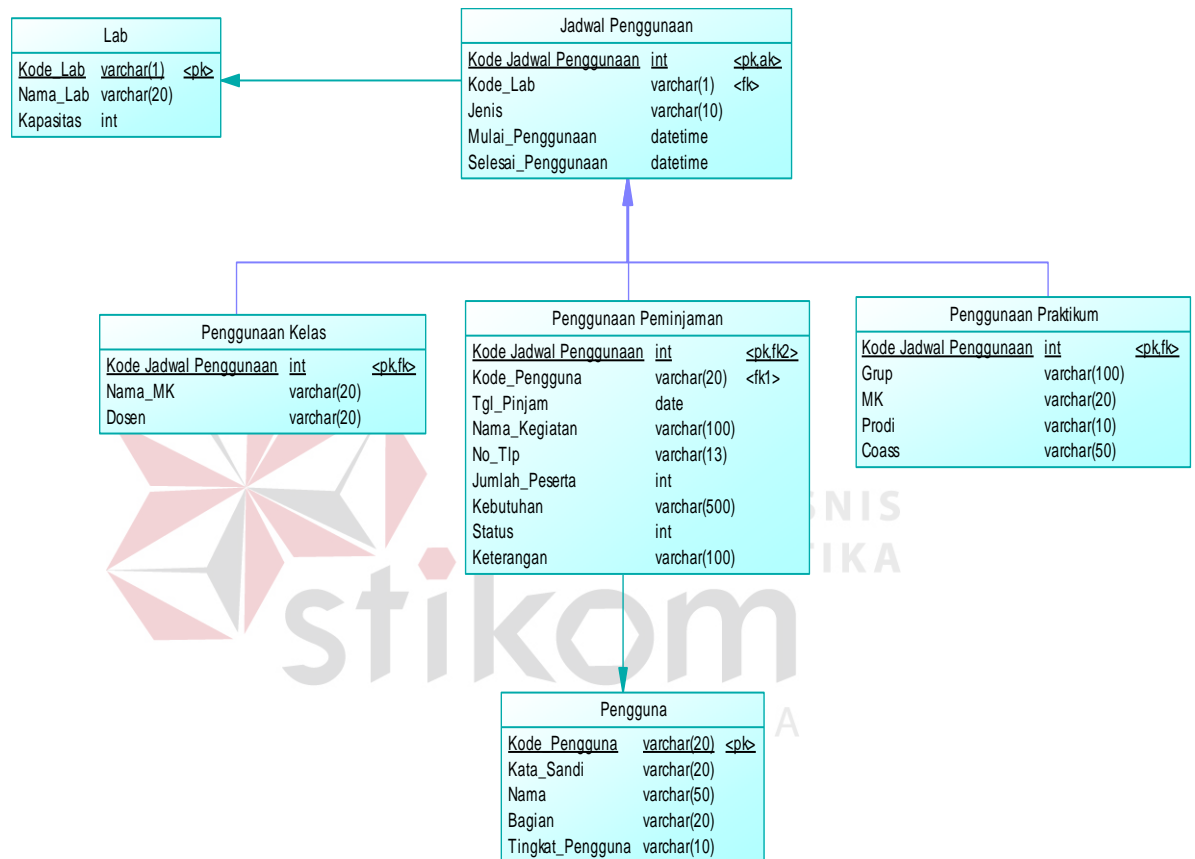 Lab
Kode_Lab varchar(1) <pk>
Nama_Lab varchar(20)
Kapasitas int
Jadwal Penggunaan
Kode Jadwal Penggunaan int <pk,ak>
Kode_Lab varchar(1) <fk>
Jenis varchar(10)
Mulai_Penggunaan datetime
Selesai_Penggunaan datetime
Penggunaan Kelas
Kode Jadwal Penggunaan int <pk,fk>
Nama_MK varchar(20)
Dosen varchar(20)
Penggunaan Peminjaman
Kode Jadwal Penggunaan int <pk,fk2>
Kode_Pengguna varchar(20) <fk1>
Tgl_Pinjam date
Nama_Kegiatan varchar(100)
No_Tlp varchar(13)
Jumlah_Peserta int
Kebutuhan varchar(500)
Status int
Keterangan varchar(100)
Penggunaan Praktikum
Kode Jadwal Penggunaan int <pk,fk>
Grup varchar(100)
MK varchar(20)
Prodi varchar(10)
Coass varchar(50)
SNIS
TIKA
stikom
A
Pengguna
Kode_Pengguna varchar(20) <pk>
Kata_Sandi varchar(20)
Nama varchar(50)
Bagian varchar(20)
Tingkat_Pengguna varchar(10)